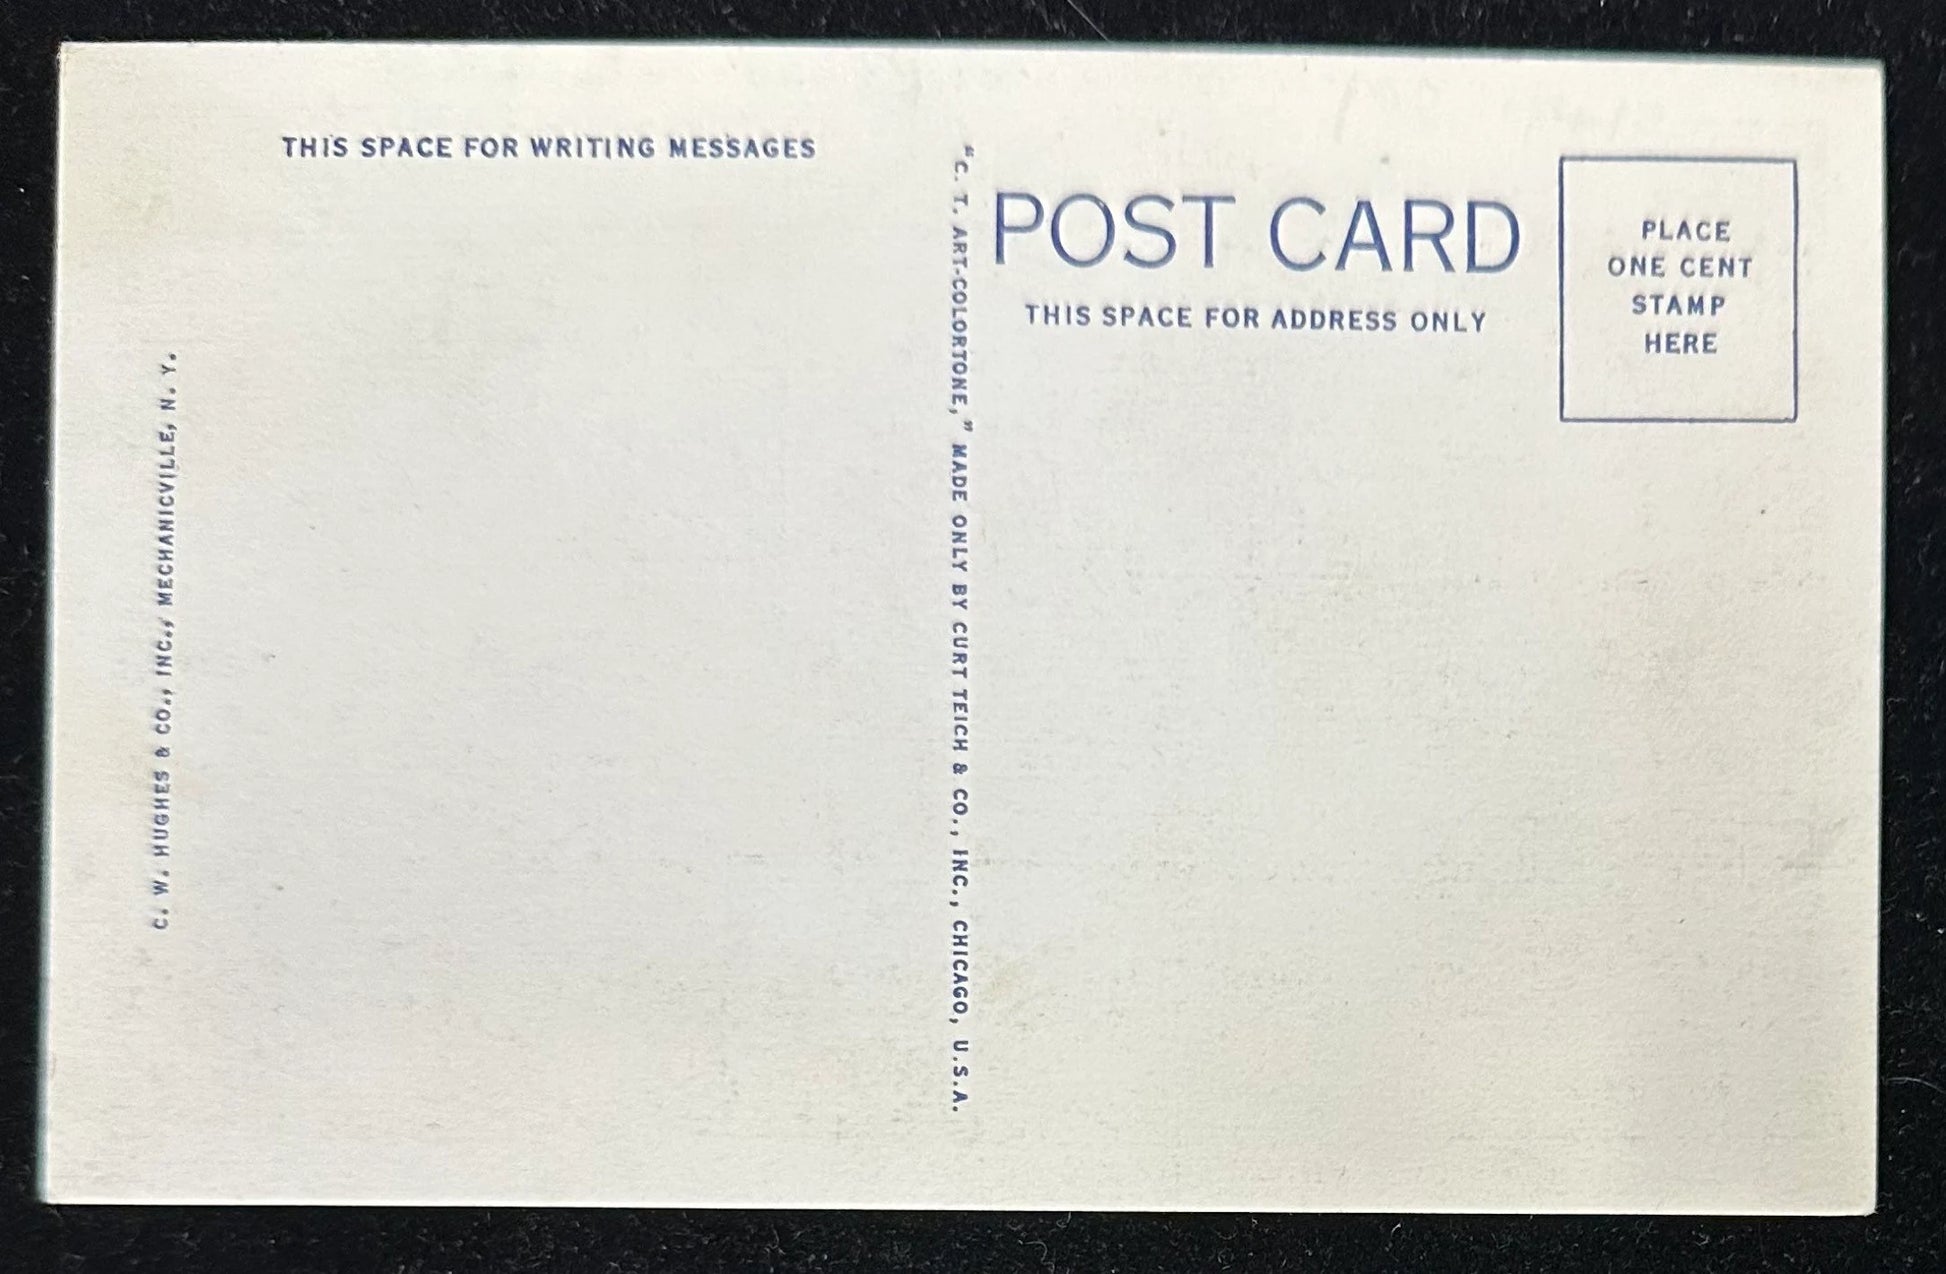 THIS SPACE FOR WRITING MESSAGES
C. W. HUGHES & CO., INC., MECHANICVILLE, N. Y.
"C. T. ART-COLORTONE," MADE ONLY BY CURT TEICH & CO., INC., CHICAGO, U.S.A.
POST CARD
THIS SPACE FOR ADDRESS ONLY
PLACE
ONE CENT
STAMP
HERE